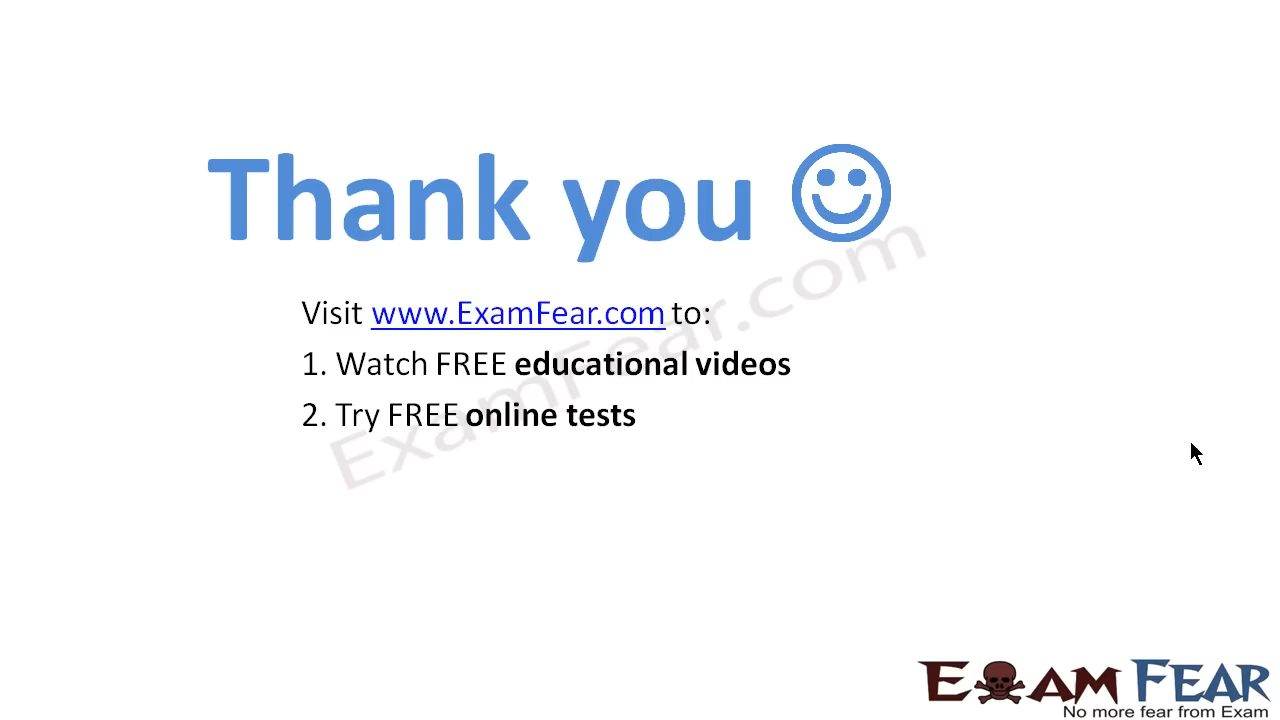 Thank you
Visit www.ExamFear.com to:
1. Watch FREE educational videos
2. Try FREE online tests
ExamFear.com
EXAM FEAR
No more fear from Exam